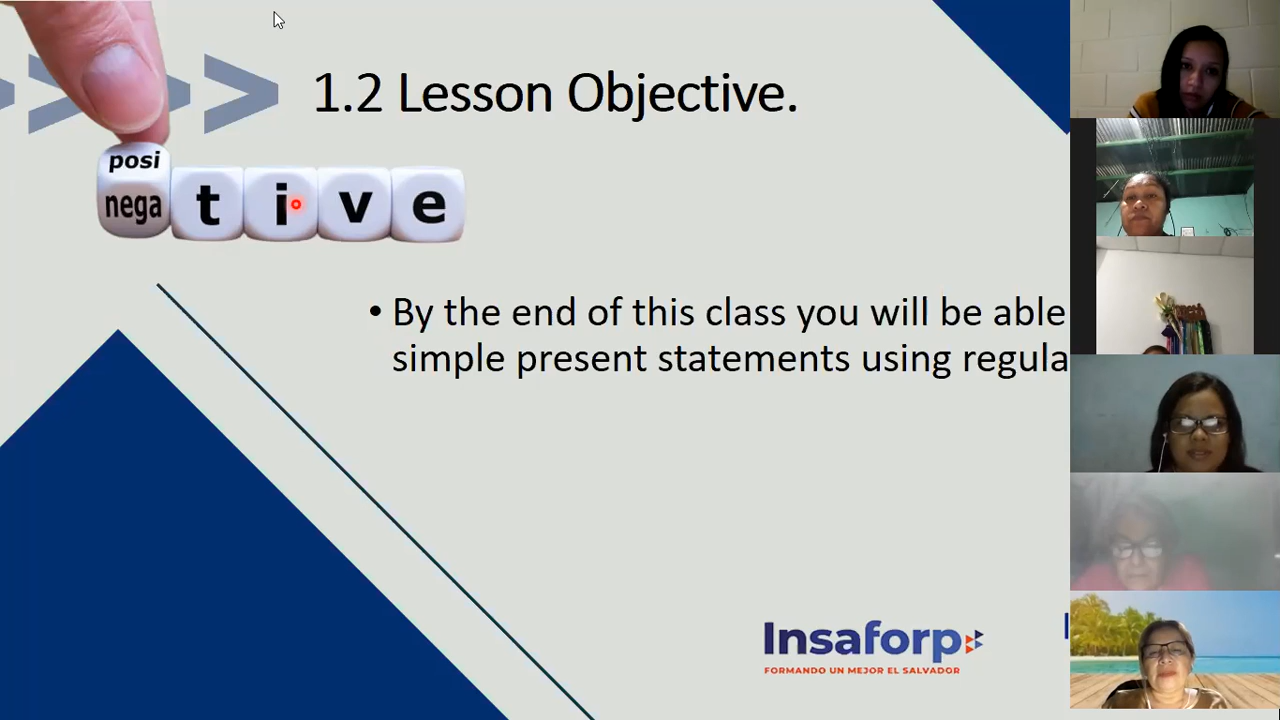 1.2 Lesson Objective.
posi
nega t i v e
• By the end of this class you will be able
simple present statements using regula
Insaforp
FORMANDO UN MEJOR EL SALVADOR